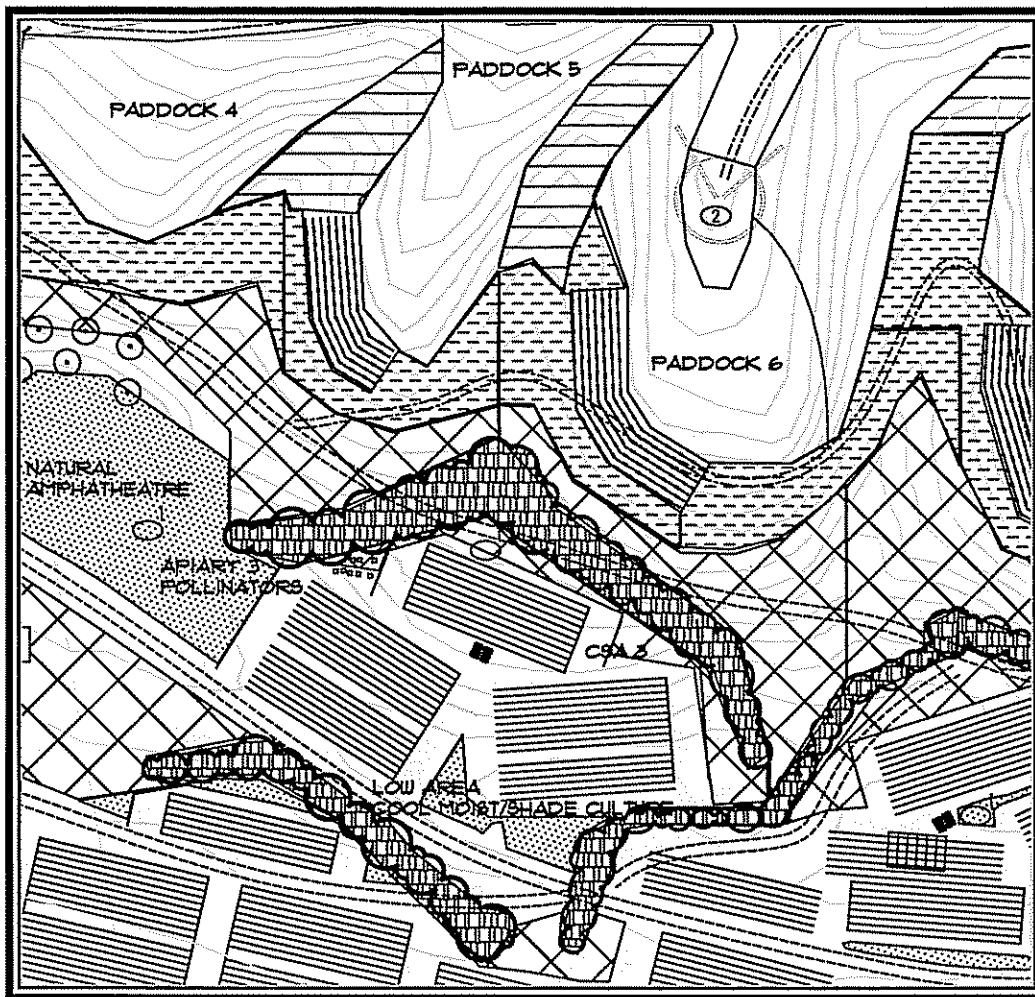 PADDOCK 5
PADDOCK 4
2
PADDOCK 6
NATURAL
AMPHATHEATRE
APIARY 3
POLLINATORS
CSA 3
LOW AREA
COOL MOIST/SHADE CULTURE